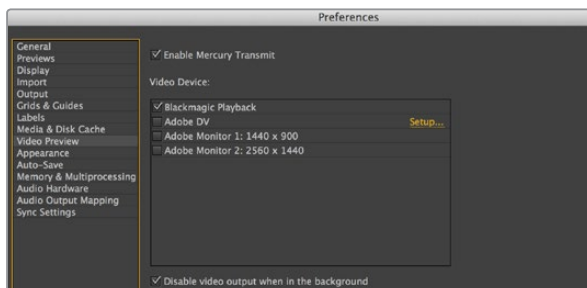 Preferences
General
Previews
Display
Import
Output
Grids & Guides
Labels
Media & Disk Cache
Video Preview
Appearance
Auto-Save
Memory & Multiprocessing
Audio Hardware
Audio Output Mapping
Sync Settings
Enable Mercury Transmit
Video Device:
Blackmagic Playback
Adobe DV Setup...
Adobe Monitor 1: 1440 x 900
Adobe Monitor 2: 2560 x 1440
Disable video output when in the background